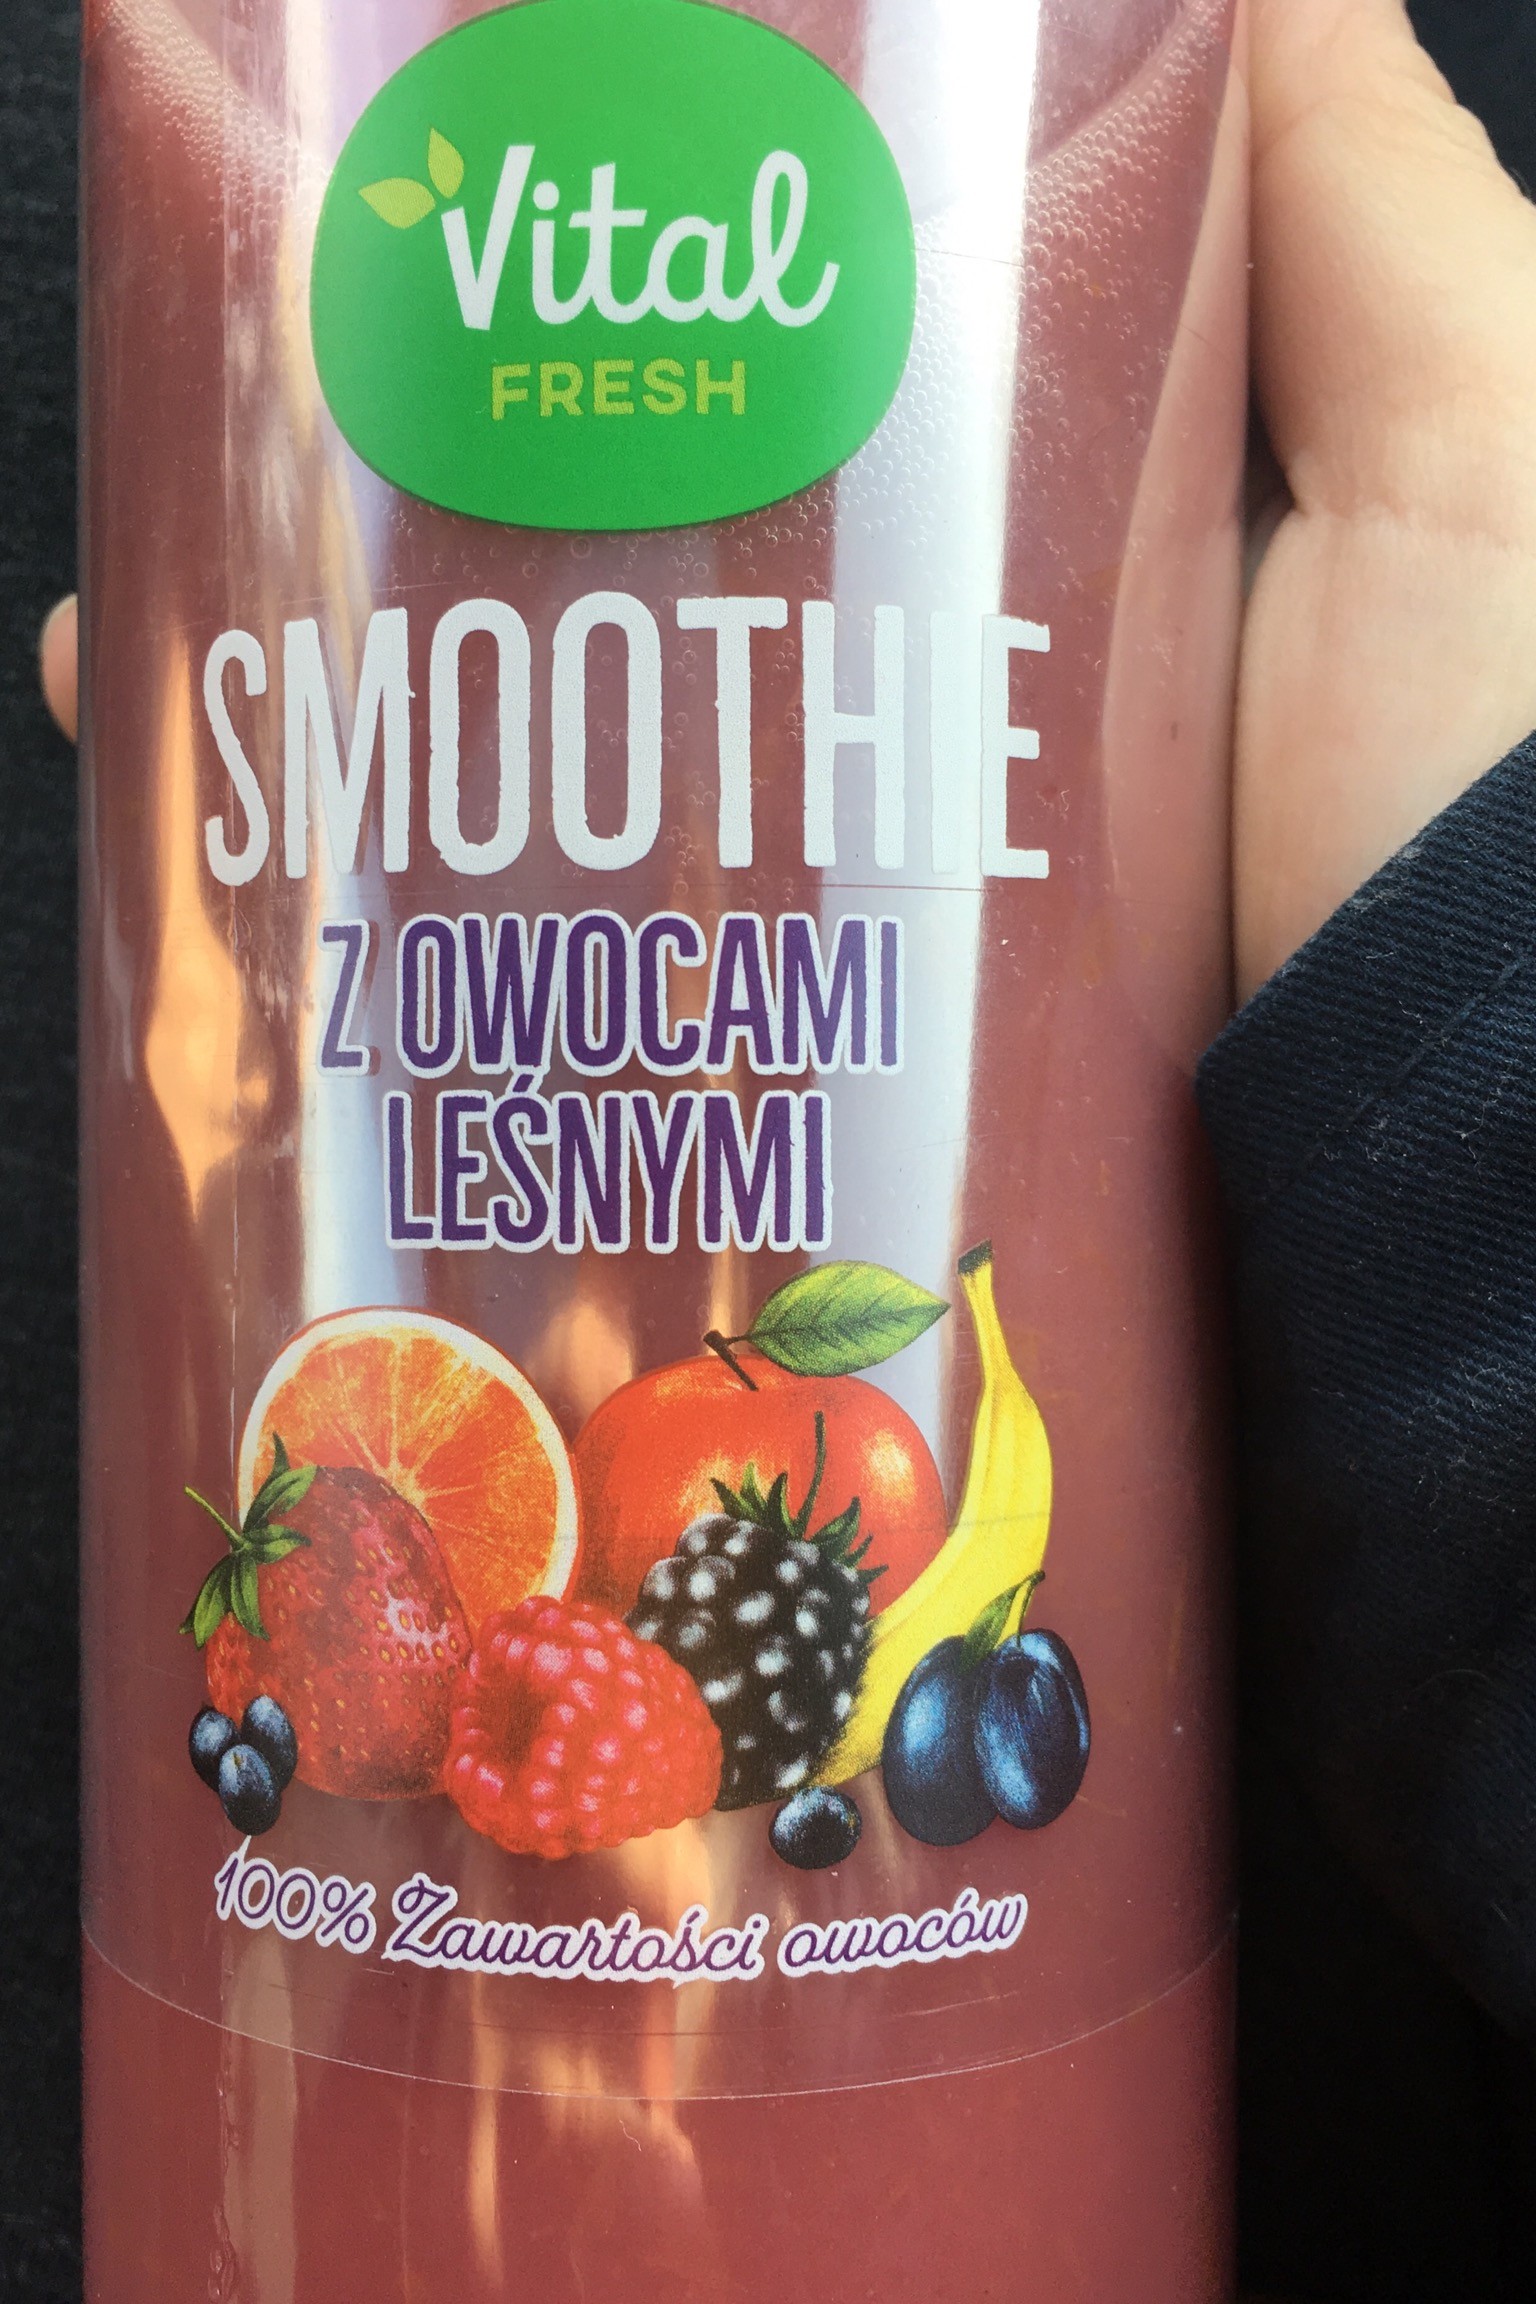 Vital
FRESH
SMOOTHIE
Z OWOCAMI
LEŚNYMI
100% Zawartości owoców